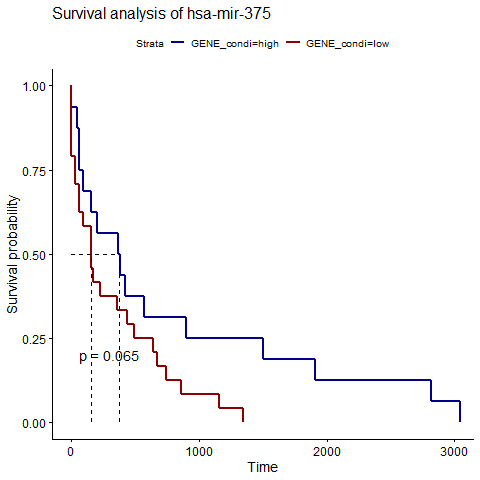 Survival analysis of hsa-mir-375
Strata GENE_condi=high GENE_condi=low
1.00
0.75
0.50
0.25
0.00
Survival probability
p = 0.065
0 1000 2000 3000
Time